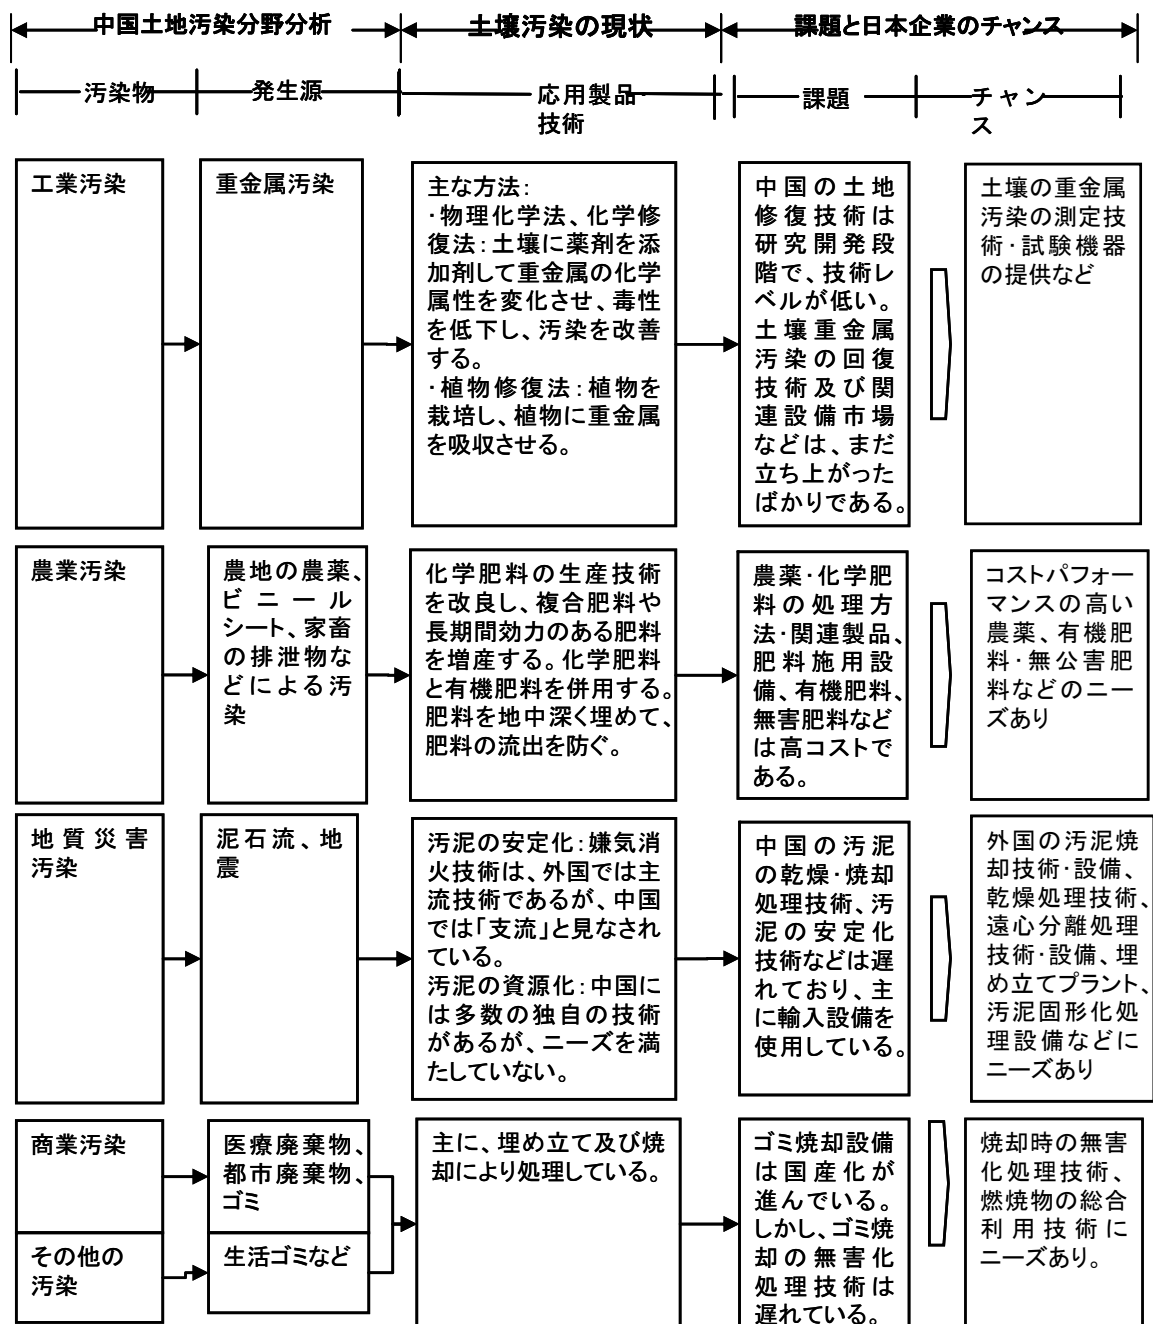 中国土地汚染分野分析
土壌汚染の現状
課題と日本企業のチャンス
汚染物
発生源
応用製品・
技術
課題
チャン
ス
工業汚染
重金属汚染
主な方法:
・物理化学法、化学修
復法:土壌に薬剤を添
加剤して重金属の化学
属性を変化させ、毒性
を低下し、汚染を改善
する。
・植物修復法:植物を
栽培し、植物に重金属
を吸収させる。
中国の土地
修復技術は
研究開発段
階で、技術レ
ベルが低い。
土壌重金属
汚染の回復
技術及び関
連設備市場
などは、まだ
立ち上がった
ばかりである。
土壌の重金属
汚染の測定技
術・試験機器
の提供など
農業汚染
農地の農薬、
ビニール
シート、家畜
の排泄物な
どによる汚
染
化学肥料の生産技術
を改良し、複合肥料や
長期間効力のある肥料
を増産する。化学肥料
と有機肥料を併用する。
肥料を地中深く埋めて、
肥料の流出を防ぐ。
農薬・化学肥
料の処理方
法・関連製品、
肥料施用設
備、有機肥料、
無害肥料など
は高コストで
ある。
コストパフォー
マンスの高い
農薬、有機肥
料・無公害肥
料などのニー
ズあり
地質災害
汚染
泥石流、地
震
汚泥の安定化:嫌気消
火技術は、外国では主
流技術であるが、中国
では「支流」と見なされ
ている。
汚泥の資源化:中国に
は多数の独自の技術
があるが、ニーズを満
たしていない。
中国の汚泥
の乾燥・焼却
処理技術、汚
泥の安定化
技術などは遅
れており、主
に輸入設備を
使用している。
外国の汚泥焼
却技術・設備、
乾燥処理技術、
遠心分離処理
技術・設備、埋
め立てプラント、
汚泥固形化処
理設備などに
ニーズあり
商業汚染
医療廃棄物、
都市廃棄物、
ゴミ
その他の
汚染
生活ゴミなど
主に、埋め立て及び焼
却により処理している。
ゴミ焼却設備
は国産化が
進んでいる。
しかし、ゴミ焼
却の無害化
処理技術は
遅れている。
焼却時の無害
化処理技術、
燃焼物の総合
利用技術に
ニーズあり。